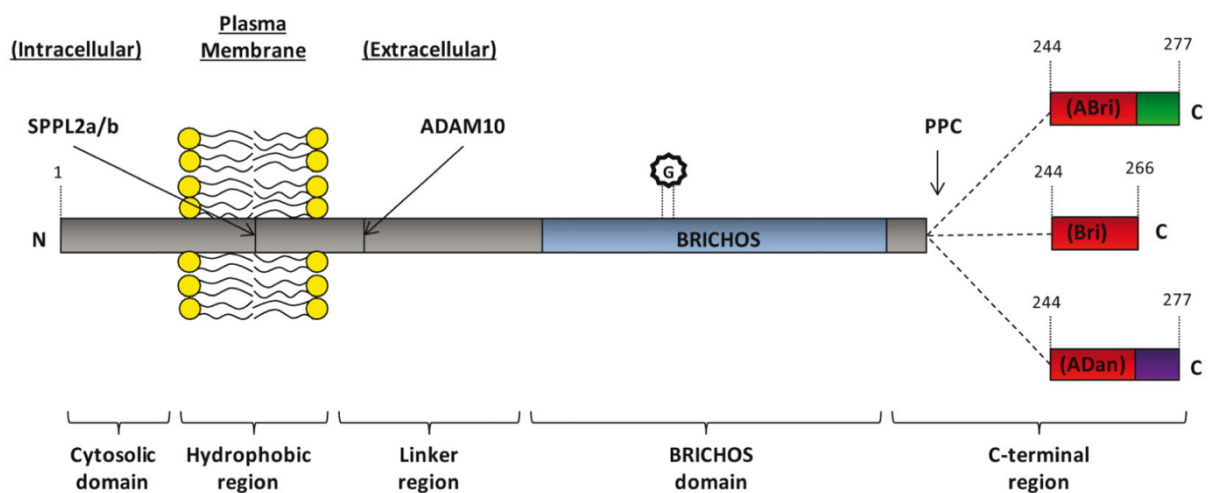 (Intracellular)
Plasma
Membrane
(Extracellular)
SPPL2a/b
ADAM10
PPC
1
G
N
BRICHOS
244
277
(ABri)
C
244
266
(Bri)
C
244
277
(ADan)
C
Cytosolic
domain
Hydrophobic
region
Linker
region
BRICHOS
domain
C-terminal
region